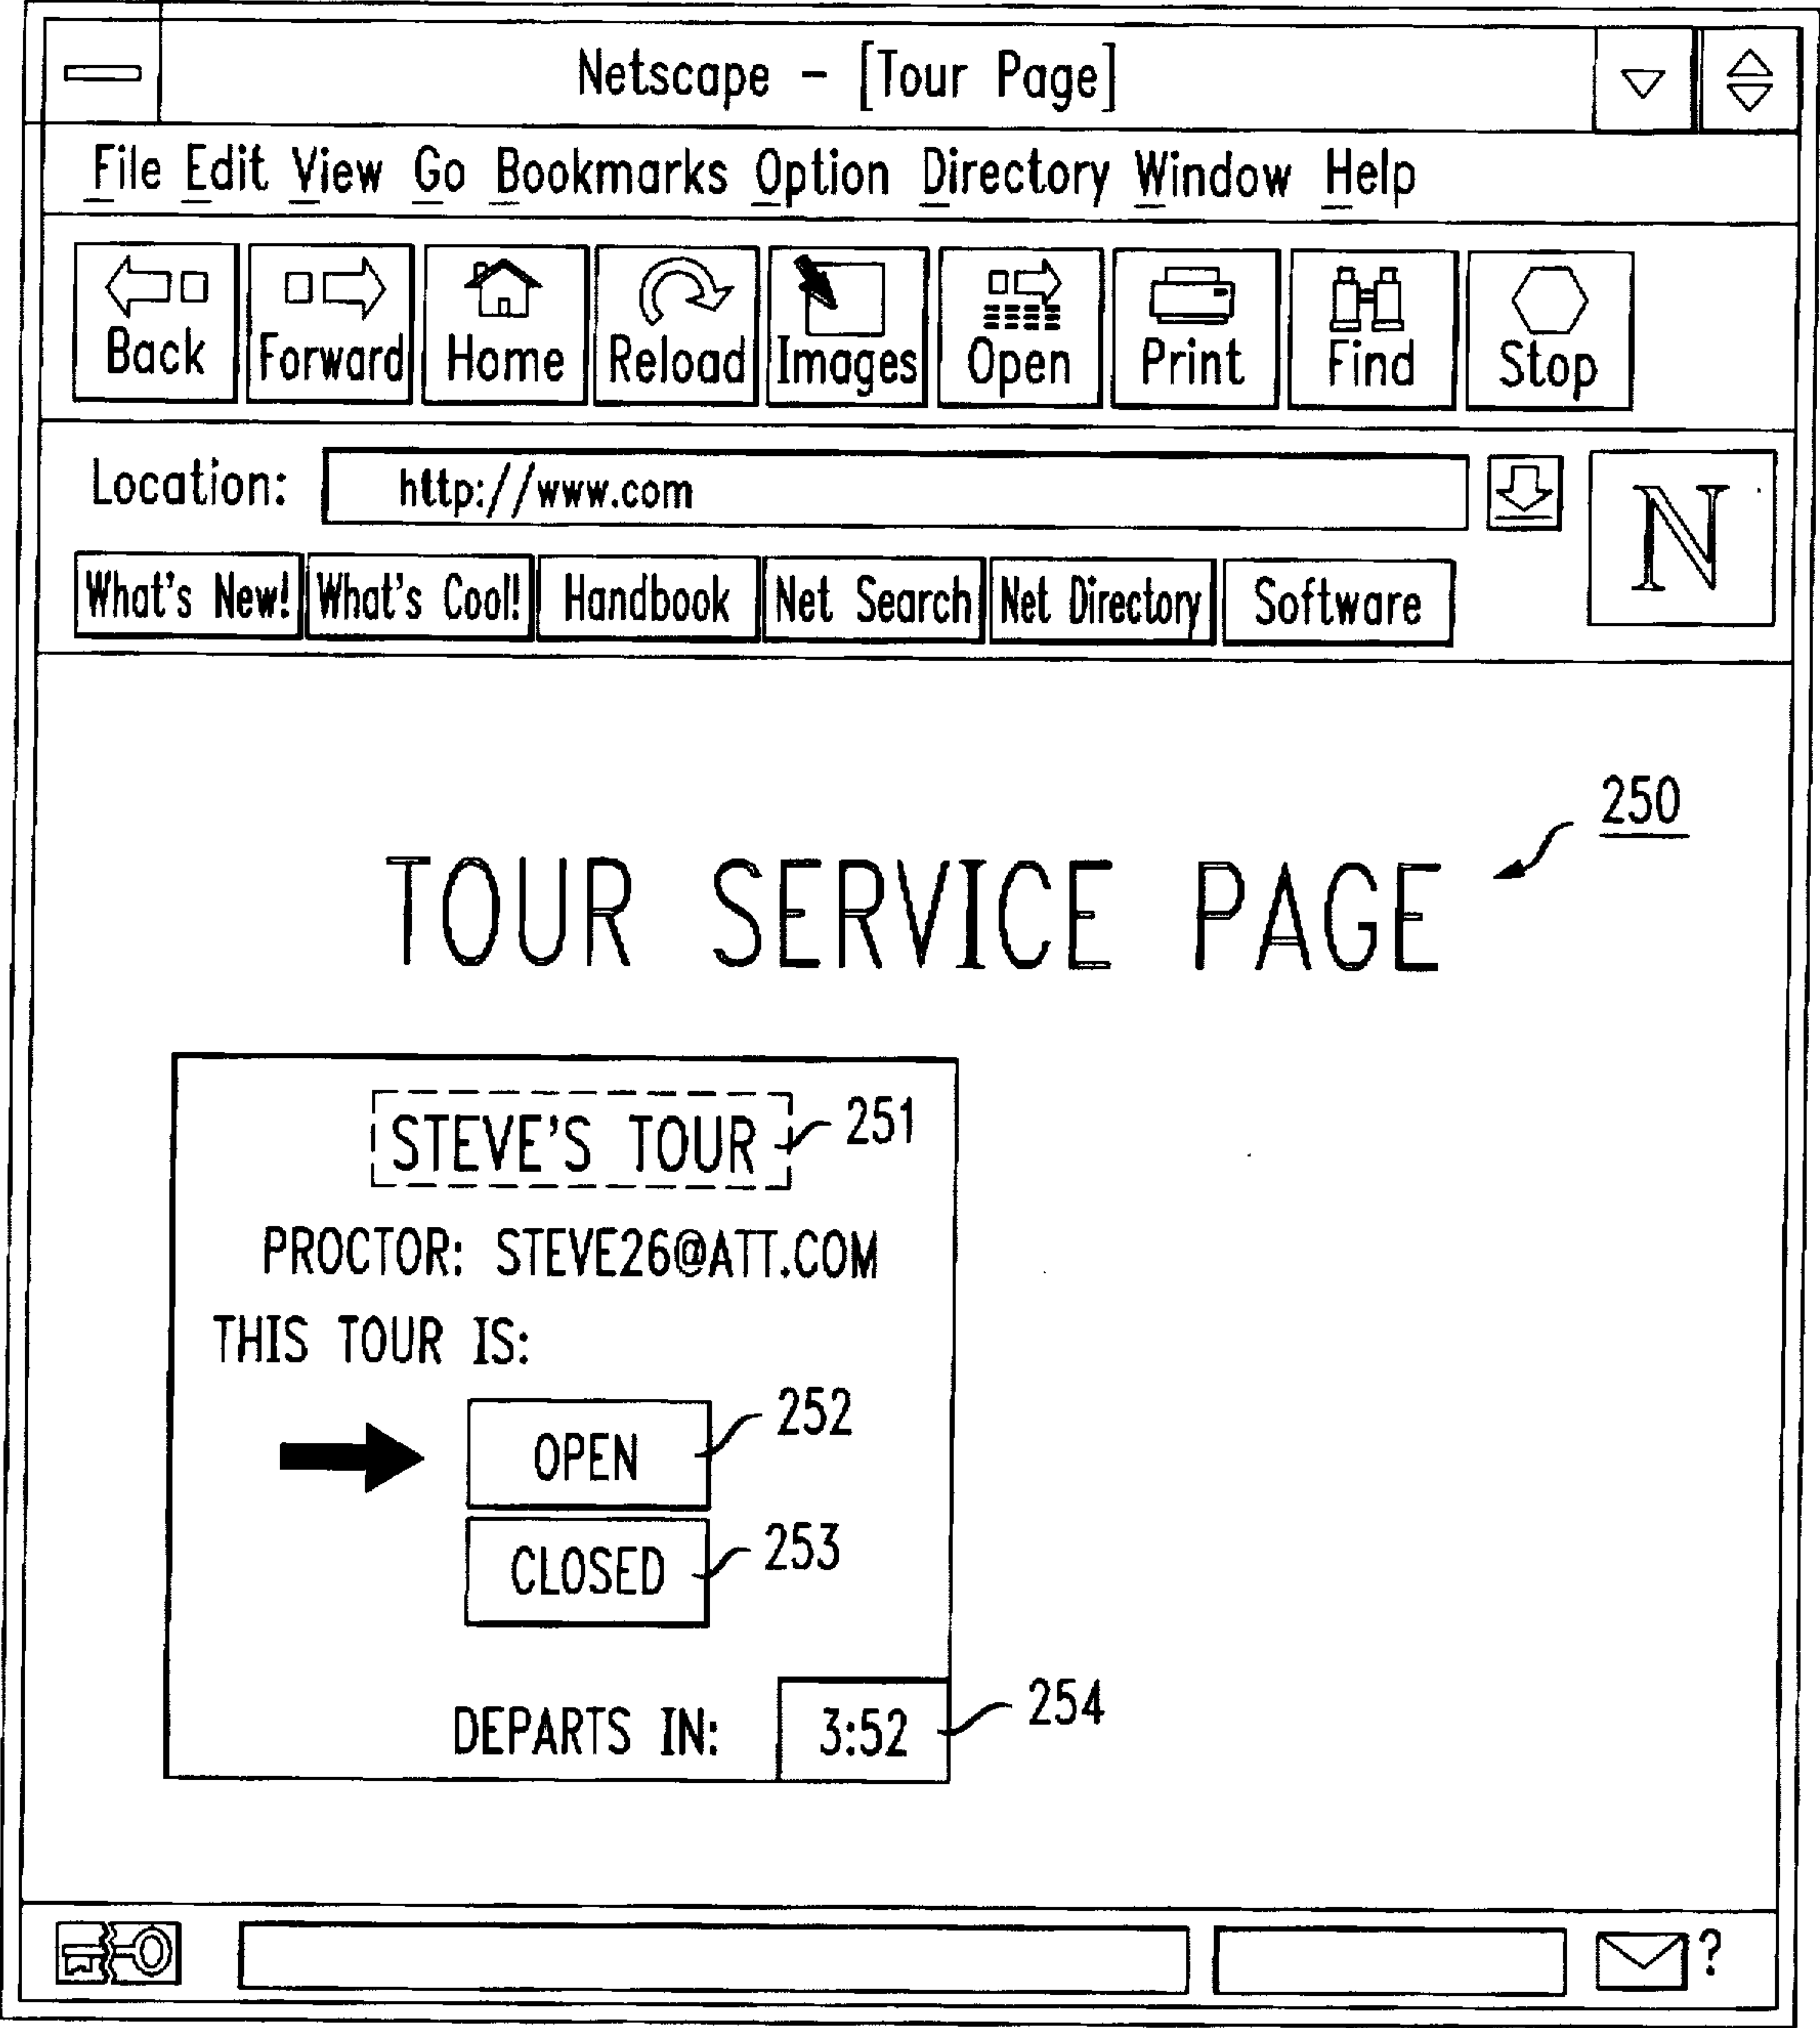 Netscape - [Tour Page]
File Edit View Go Bookmarks Option Directory Window Help
Back Forward Home Reload Images Open Print Find Stop
Location: http://www.com
N
What's New! What's Cool! Handbook Net Search Net Directory Software
250
TOUR SERVICE PAGE
STEVE'S TOUR 251
PROCTOR: STEVE26@ATT.COM
THIS TOUR IS:
OPEN 252
CLOSED 253
DEPARTS IN: 3:52 254
?